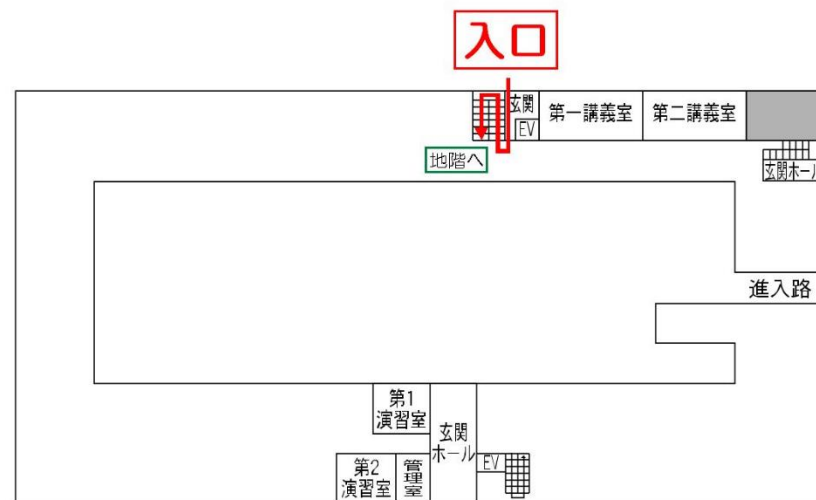 入口
玄関
EV
第一講義室
第二講義室
地階へ
玄関ホール
進入路
第1
演習室
玄関
ホール
EV
第2
演習室
管理室